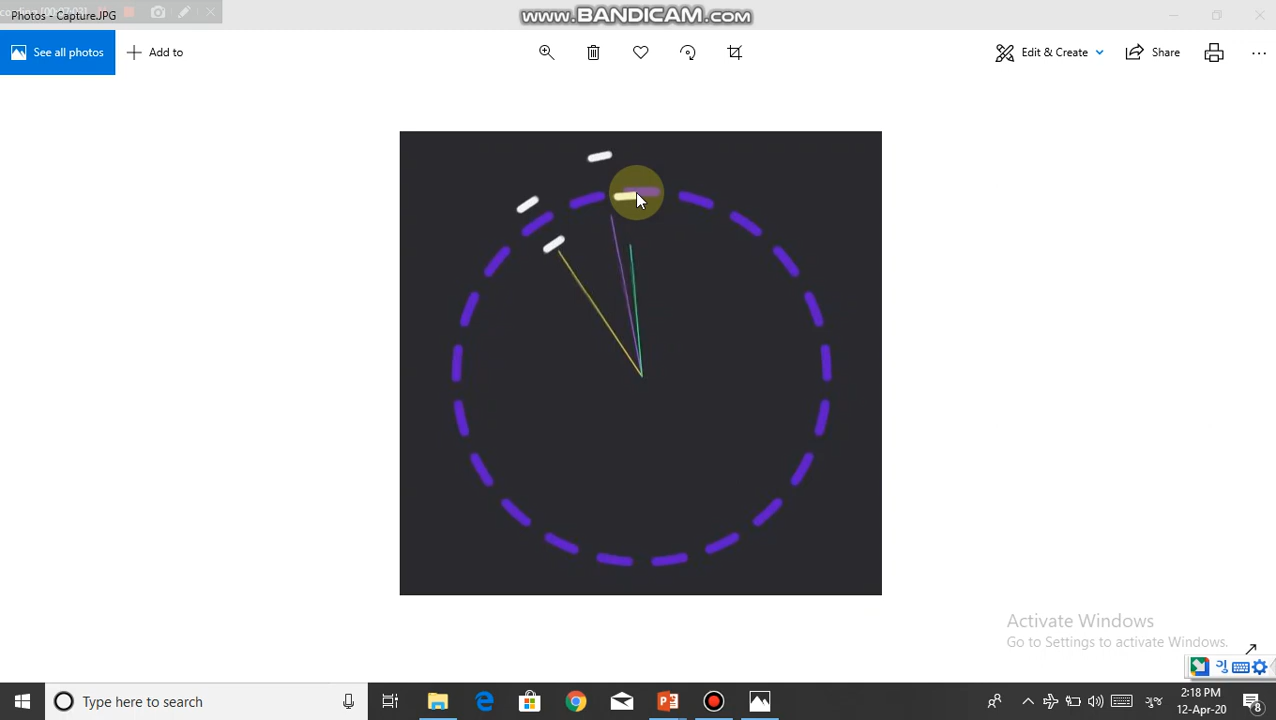 www.BANDICAM.com
Photos - Capture.JPG
See all photos
Add to
Edit & Create
Share
Activate Windows
Go to Settings to activate Windows.
Type here to search
2:18 PM
12-Apr-20
8